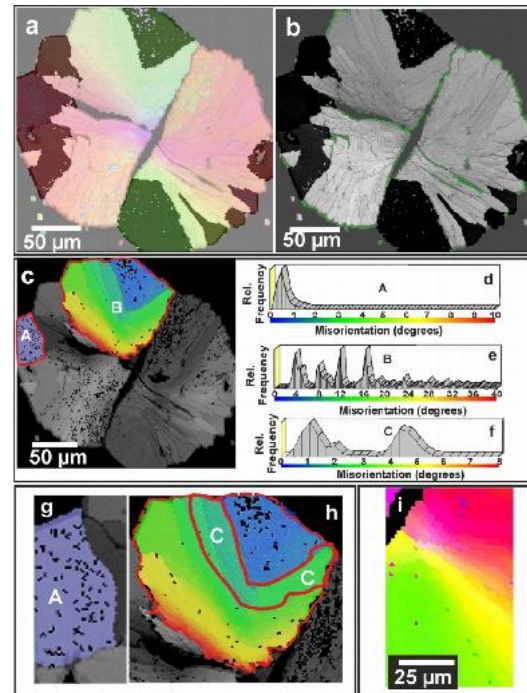 a
50 µm
b
50 µm
c
B
A
50 µm
d
Rel. Frequency
A
0 1 2 3 4 5 6 7 8 9 10
Misorientation (degrees)
e
Rel. Frequency
B
0 4 8 12 16 20 24 28 32 36 40
Misorientation (degrees)
f
Rel. Frequency
C
0 1 2 3 4 5 6 7 8
Misorientation (degrees)
g
A
h
C
C
i
25 µm